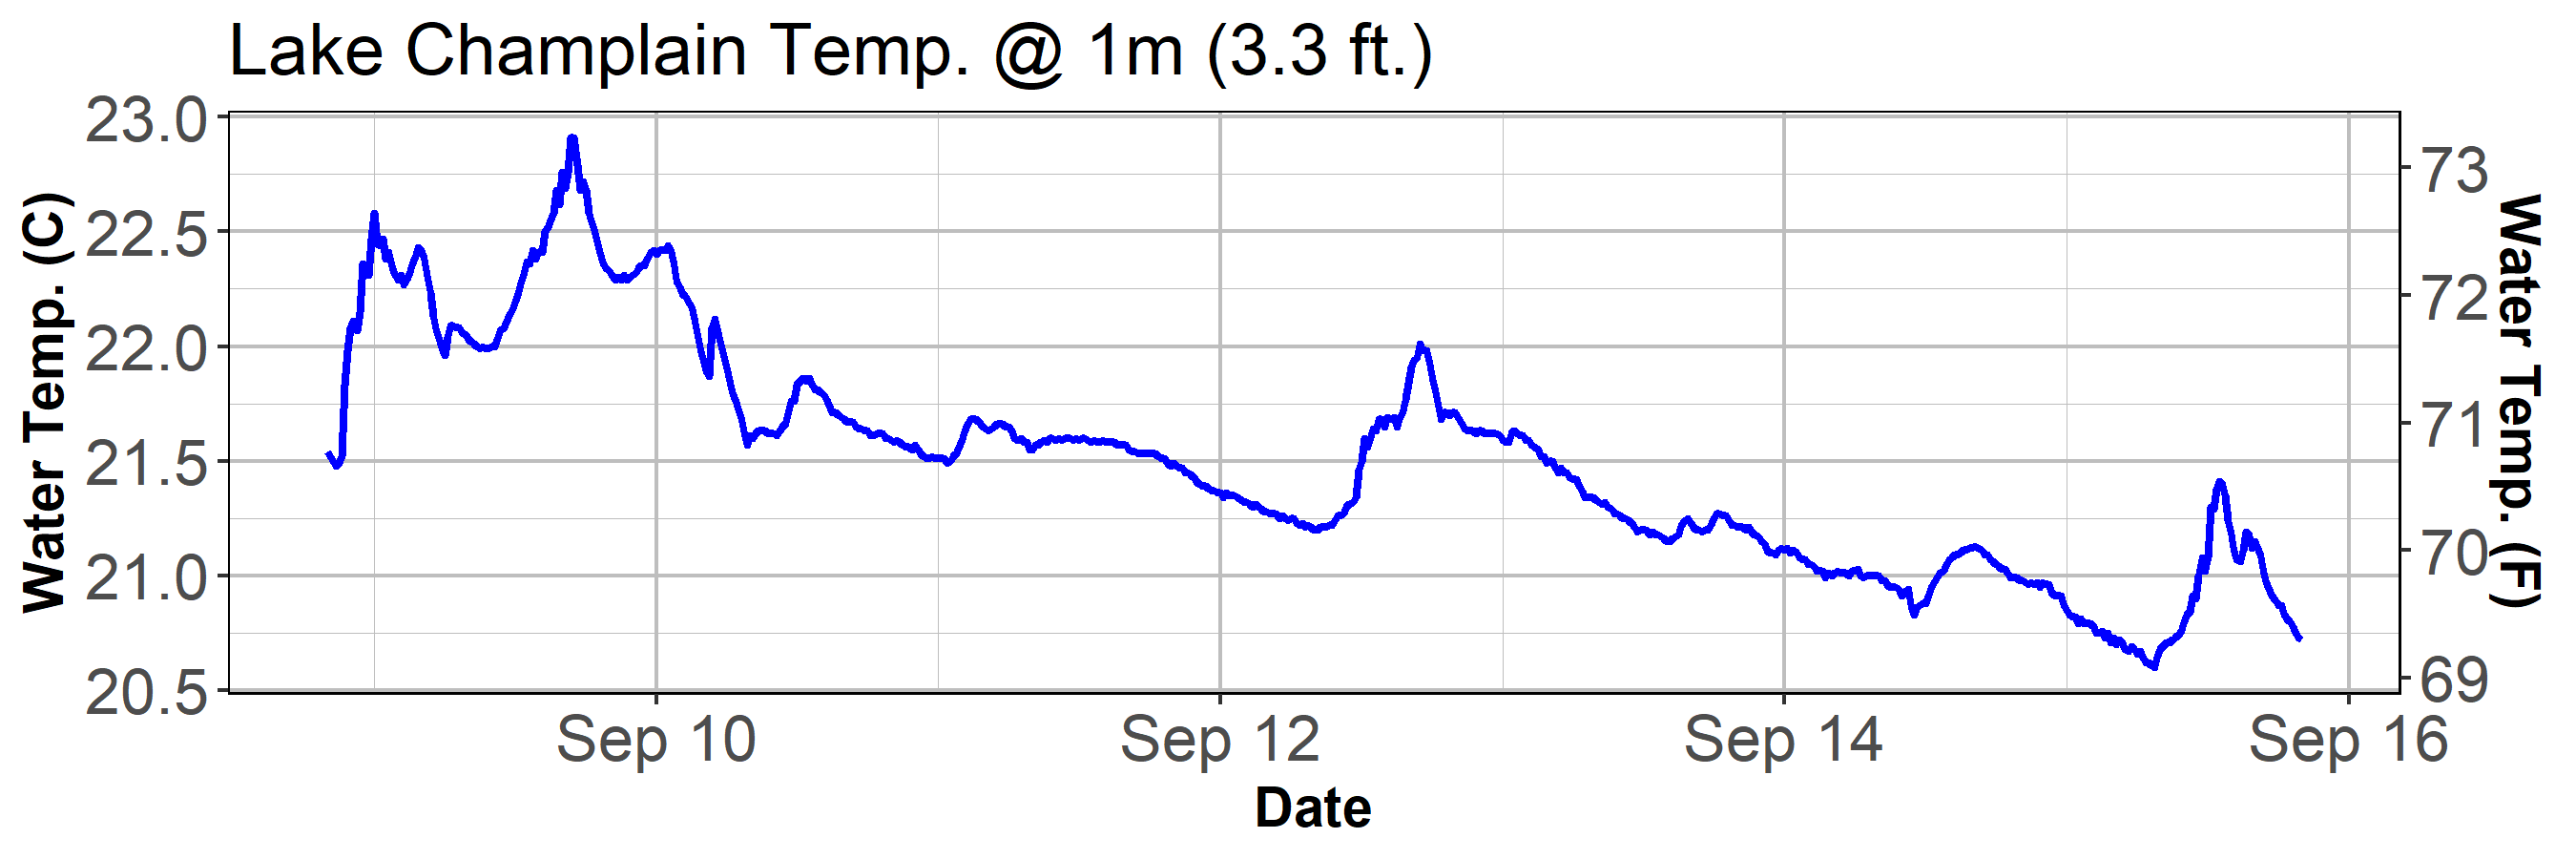 Lake Champlain Temp. @ 1m (3.3 ft.)
Water Temp. (C)
23.0
22.5
22.0
21.5
21.0
20.5
73
72
71
70
69
Water Temp. (F)
Sep 10 Sep 12 Sep 14 Sep 16
Date